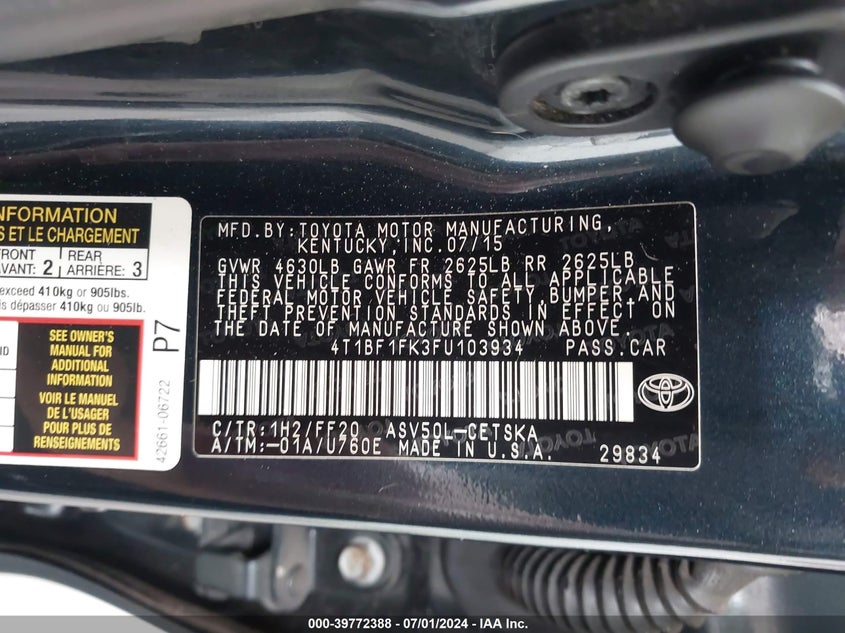 INFORMATION
S ET LE CHARGEMENT
FRONT
AVANT: 2
REAR
ARRIÈRE: 3
exceed 410kg or 905lbs.
is dépasser 410kg ou 905lb.
SEE OWNER'S
MANUAL FOR
ADDITIONAL
INFORMATION
VOIR LE MANUEL
DE L'USAGER
POUR PLUS DE
RENSEIGNEMENTS
P7
42661-06722
MFD.BY:TOYOTA MOTOR MANUFACTURING,
KENTUCKY, INC.07/15
GVWR 4630LB GAWR FR 2625LB RR 2625LB
THIS VEHICLE CONFORMS TO ALL APPLICABLE
FEDERAL MOTOR VEHICLE SAFETY,BUMPER,AND
THEFT PREVENTION STANDARDS IN EFFECT ON
THE DATE OF MANUFACTURE SHOWN ABOVE.
4T1BF1FK3FU103934 PASS.CAR
C/TR:1H2/FF20 ASV50L-CETSKA
A/TM:-01A/U760E MADE IN U.S.A. 29834
000-39772388 - 07/01/2024 - IAA Inc.